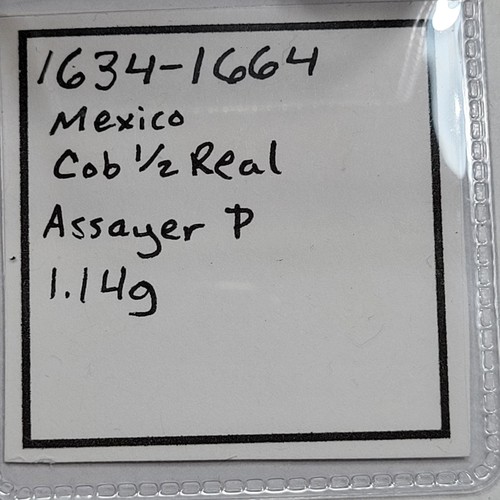 1634-1664
Mexico
Cob 1/2 Real
Assayer P
1.14g